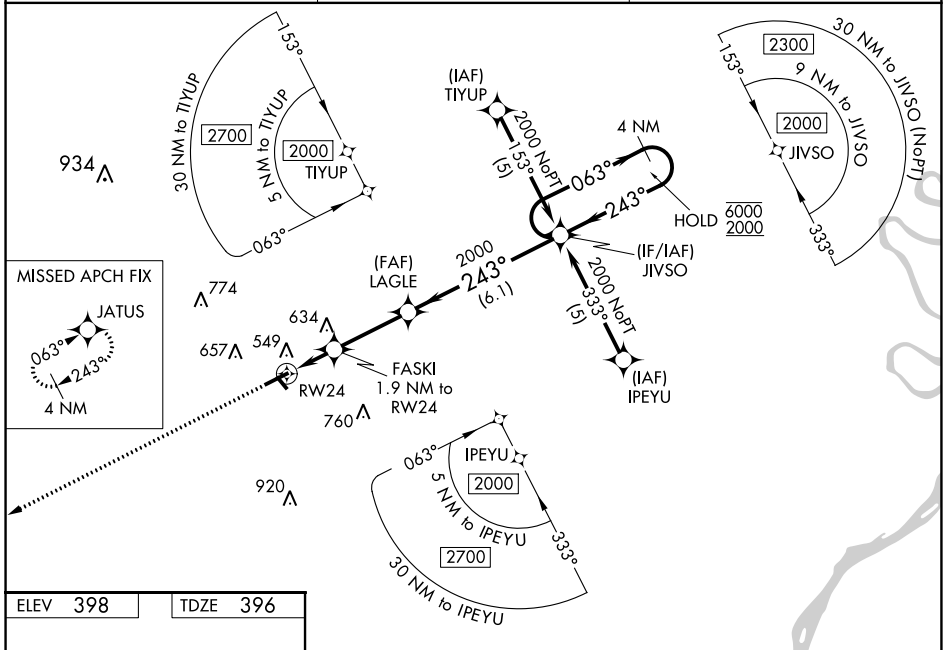 153°
30 NM to TIYUP
2700
5 NM to TIYUP
2000
TIYUP
063°
934
(IAF)
TIYUP
2000 NoPT
153°
(5)
4 NM
063°
243°
HOLD
6000
2000
(IF/IAF)
JIVSO
2300
30 NM to JIVSO (NoPT)
153°
9 NM to JIVSO
2000
JIVSO
333°
MISSED APCH FIX
JATUS
063°
243°
4 NM
774
657
549
634
(FAF)
LAGLE
2000
243°
(6.1)
2000 NoPT
333°
(5)
(IAF)
IPEYU
RW24
FASKI
1.9 NM to
RW24
760
920
063°
IPEYU
2000
5 NM to IPEYU
333°
2700
30 NM to IPEYU
ELEV 398
TDZE 396